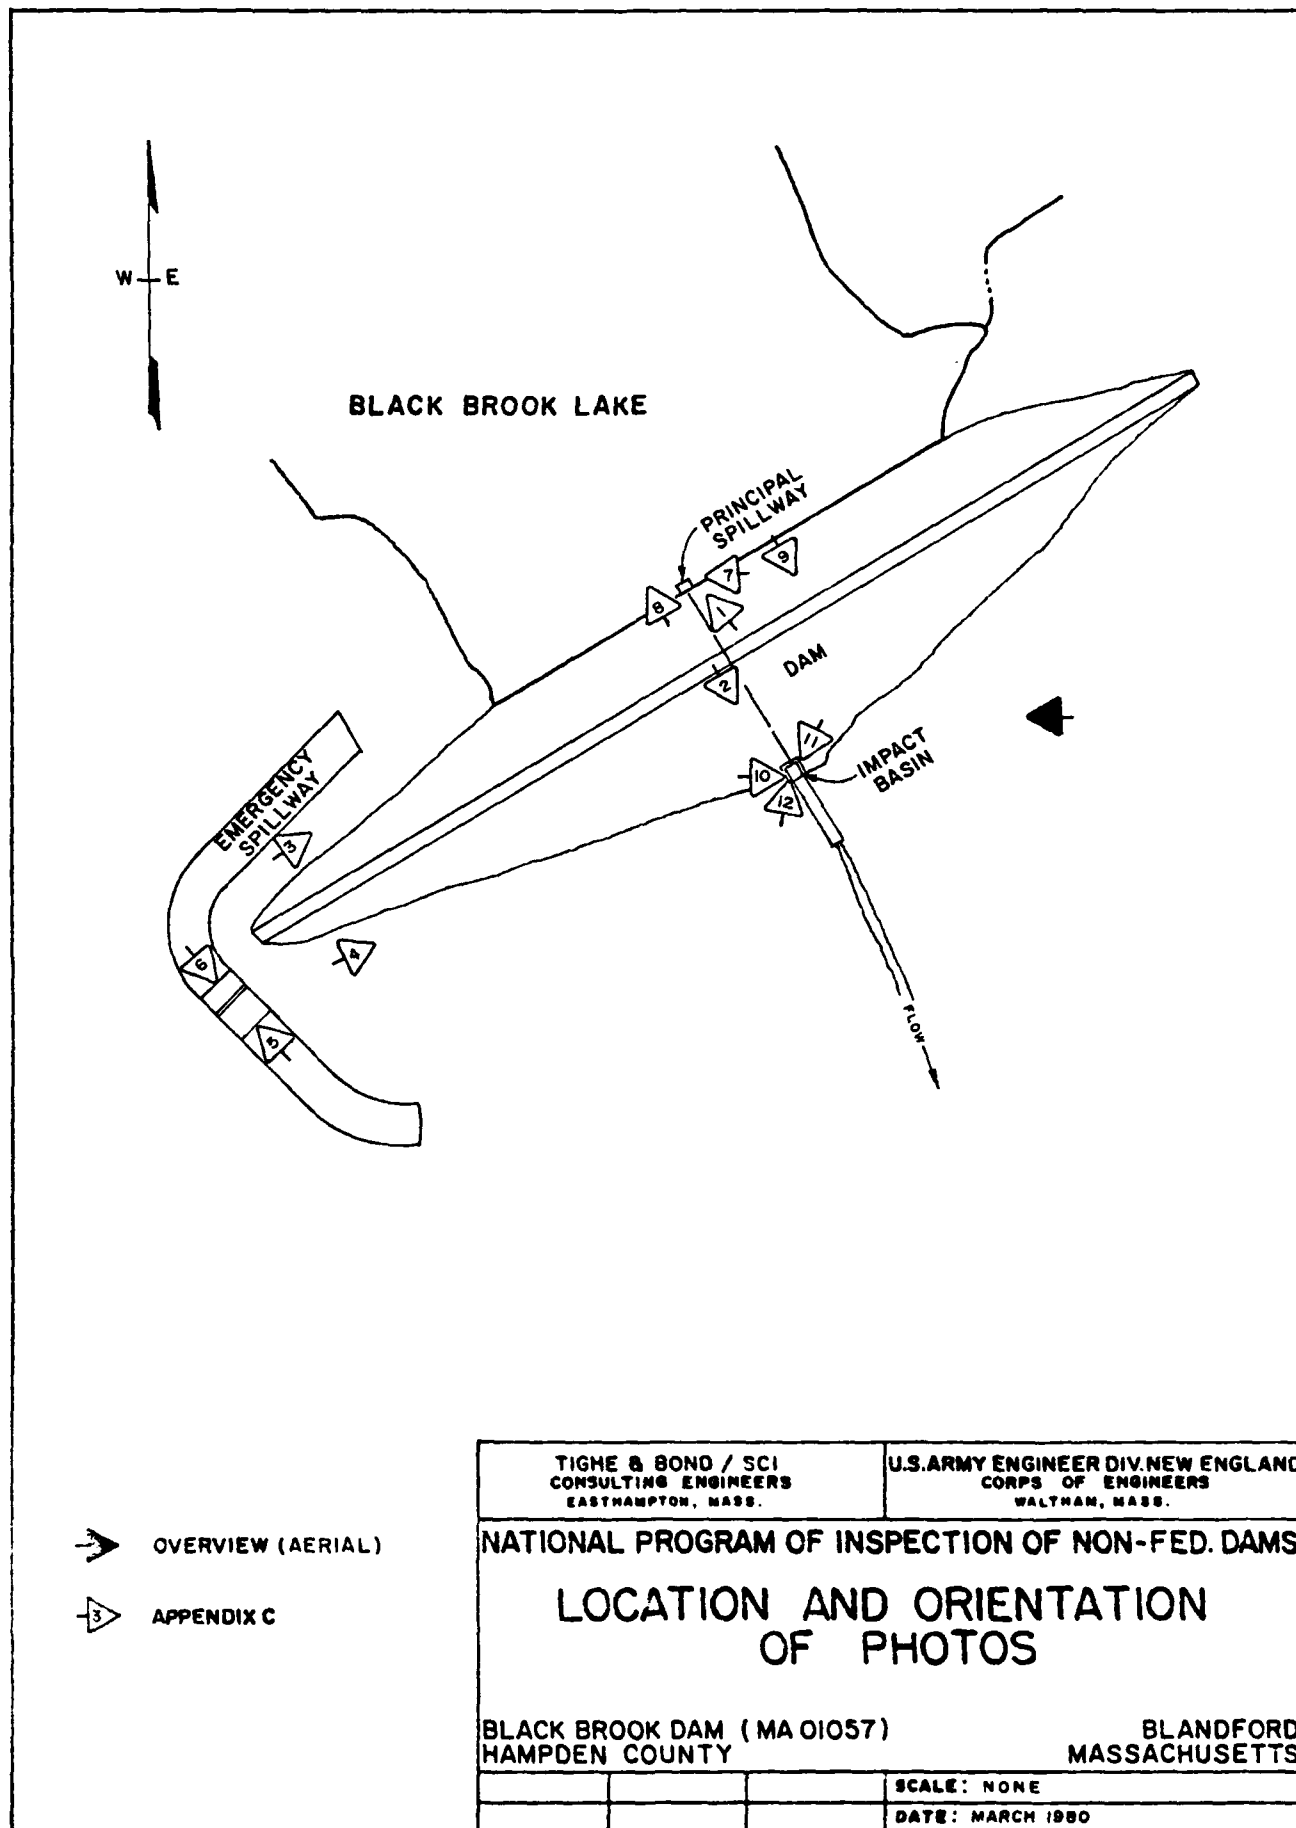 W E
BLACK BROOK LAKE
PRINCIPAL
SPILLWAY
9
7
8
1
2
DAM
11
IMPACT
BASIN
10
12
EMERGENCY
SPILLWAY
3
4
6
5
FLOW
OVERVIEW (AERIAL)
3 APPENDIX C
TIGHE & BOND / SCI
CONSULTING ENGINEERS
EASTHAMPTON, MASS.
U.S. ARMY ENGINEER DIV. NEW ENGLAND
CORPS OF ENGINEERS
WALTHAM, MASS.
NATIONAL PROGRAM OF INSPECTION OF NON-FED. DAMS
LOCATION AND ORIENTATION
OF PHOTOS
BLACK BROOK DAM (MA 01057)
HAMPDEN COUNTY
BLANDFORD
MASSACHUSETTS
SCALE: NONE
DATE: MARCH 1980